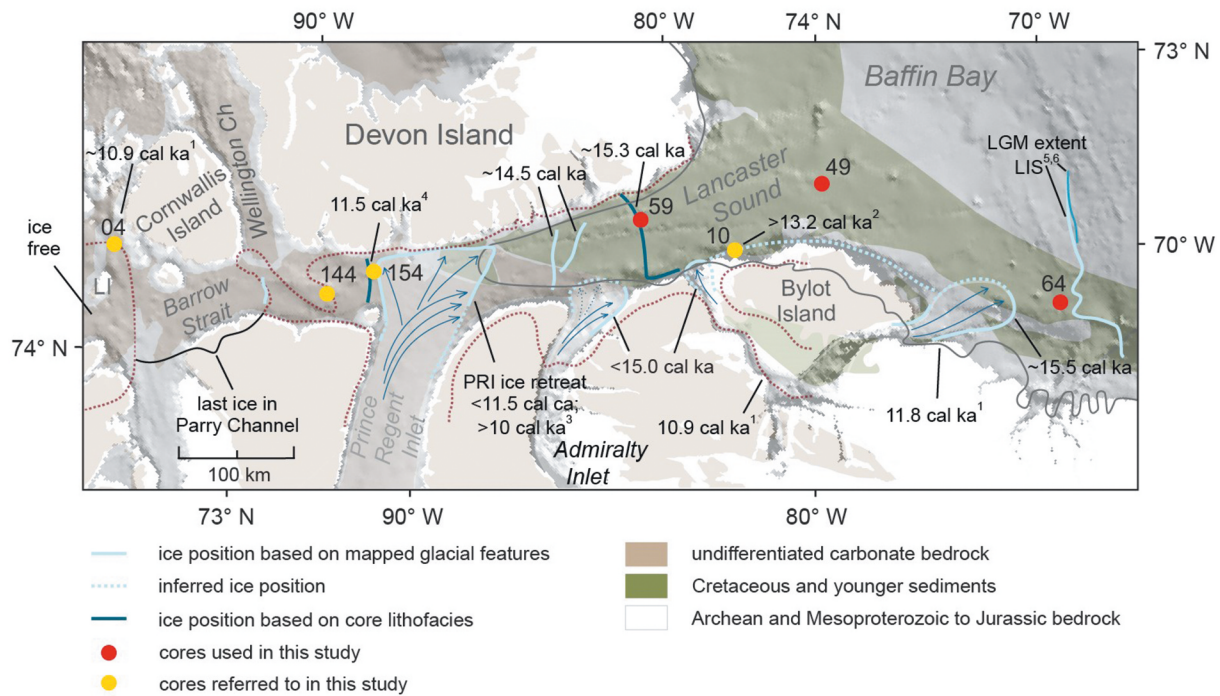 90° W
80° W
74° N
70° W
73° N
Baffin Bay
Devon Island
Wellington Ch
~10.9 cal ka¹
Cornwallis
Island
~15.3 cal ka
LGM extent
LIS⁵,⁶
~14.5 cal ka
49
Lancaster
Sound
11.5 cal ka⁴
59
>13.2 cal ka²
ice
free
04
10
70° W
144
154
64
LI
Barrow
Strait
Bylot
Island
74° N
<15.0 cal ka
~15.5 cal ka
last ice in
Parry Channel
PRI ice retreat
<11.5 cal ca;
>10 cal ka³
11.8 cal ka¹
10.9 cal ka¹
Prince
Regent
Inlet
Admiralty
Inlet
100 km
73° N
90° W
80° W
ice position based on mapped glacial features
inferred ice position
ice position based on core lithofacies
cores used in this study
cores referred to in this study
undifferentiated carbonate bedrock
Cretaceous and younger sediments
Archean and Mesoproterozoic to Jurassic bedrock